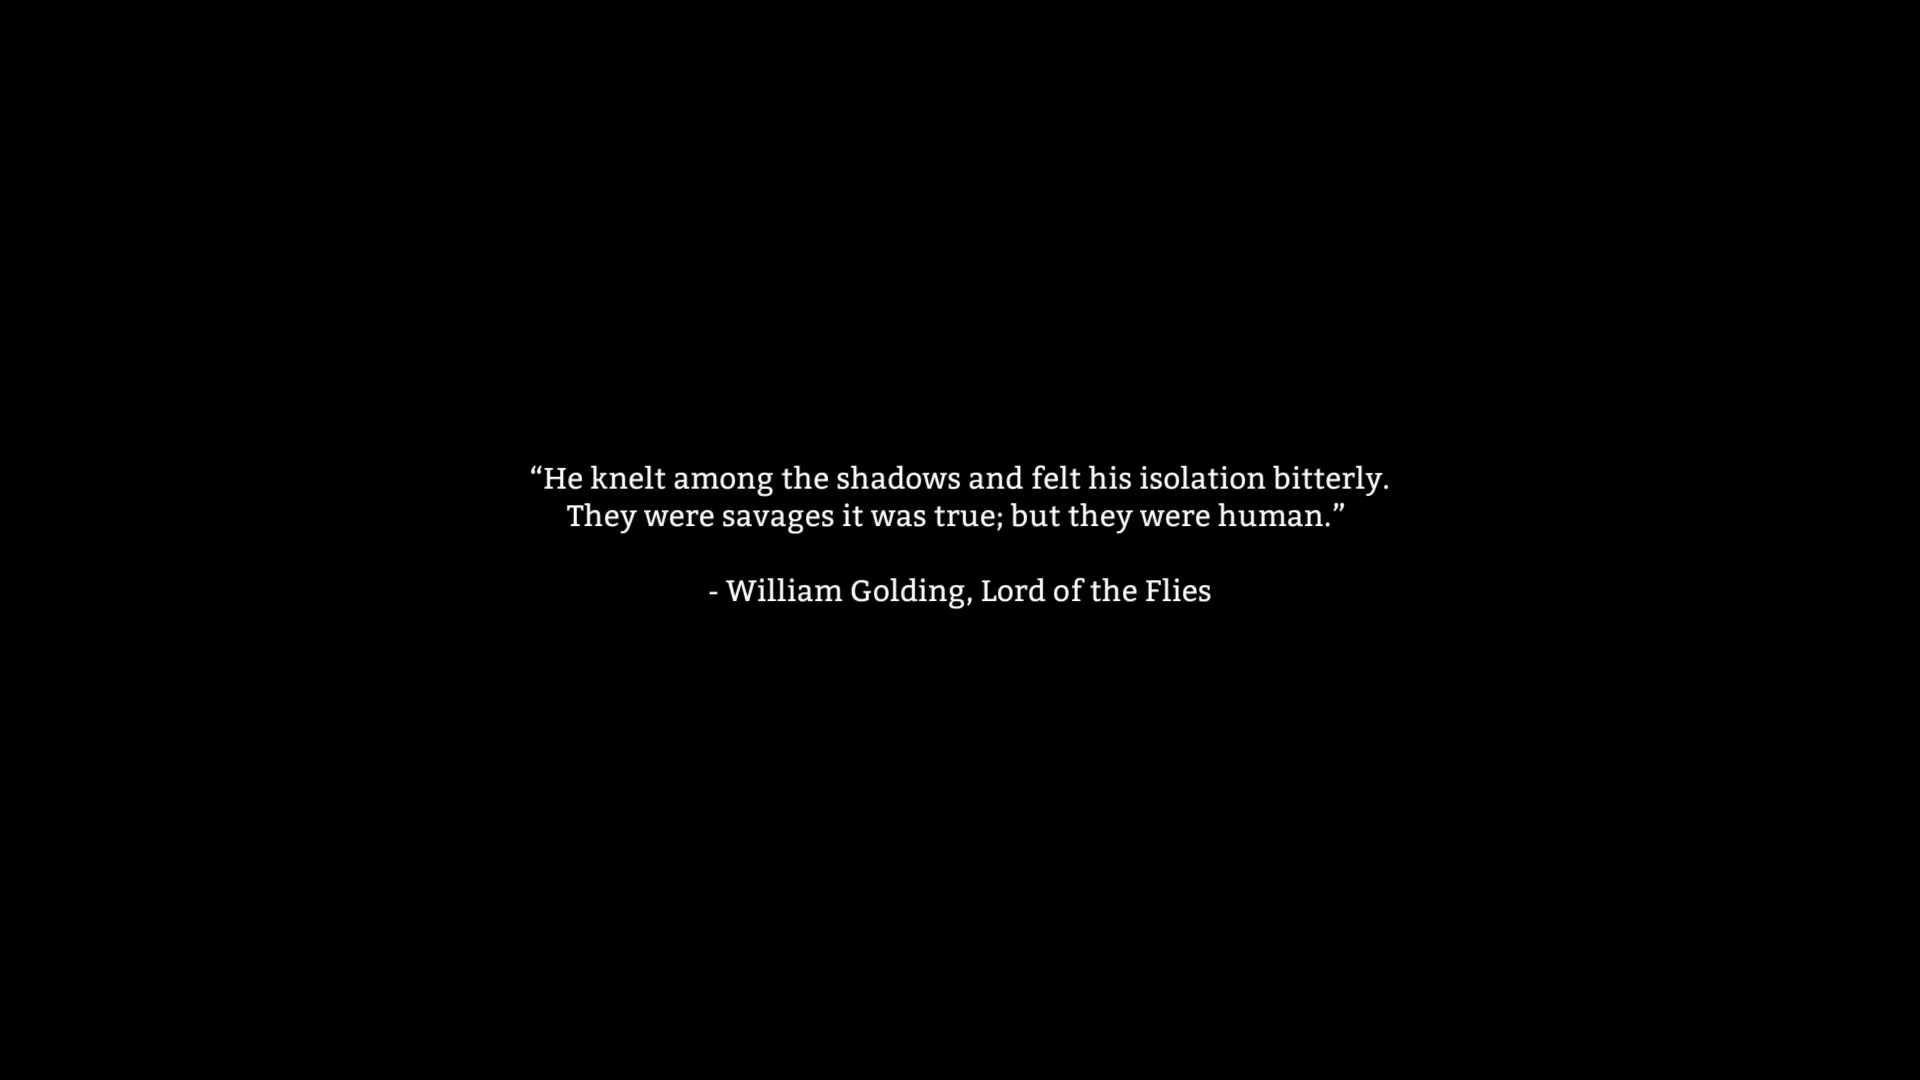 “He knelt among the shadows and felt his isolation bitterly.
They were savages it was true; but they were human.”
- William Golding, Lord of the Flies